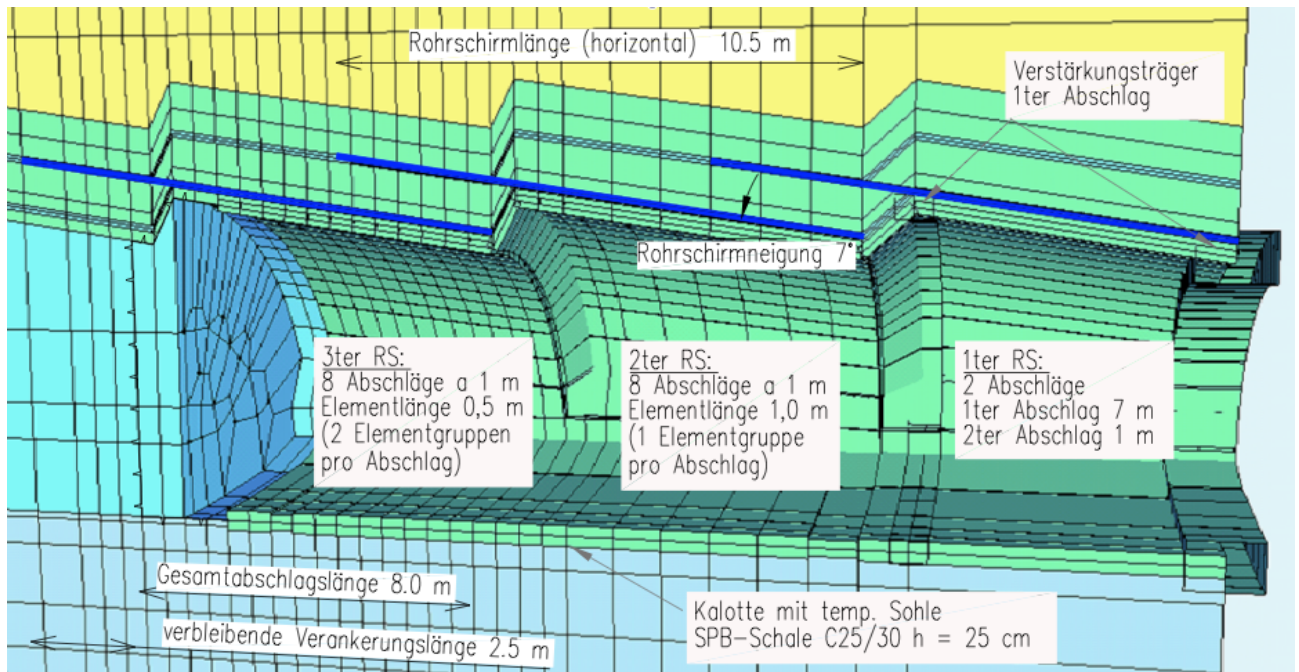 Rohrschirmlänge (horizontal) 10.5 m
Verstärkungsträger
1ter Abschlag
Rohrschirmneigung 7°
3ter RS:
8 Abschläge a 1 m
Elementlänge 0,5 m
(2 Elementgruppen
pro Abschlag)
2ter RS:
8 Abschläge a 1 m
Elementlänge 1,0 m
(1 Elementgruppe
pro Abschlag)
1ter RS:
2 Abschläge
1ter Abschlag 7 m
2ter Abschlag 1 m
Gesamtabschlagslänge 8.0 m
verbleibende Verankerungslänge 2.5 m
Kalotte mit temp. Sohle
SPB-Schale C25/30 h = 25 cm